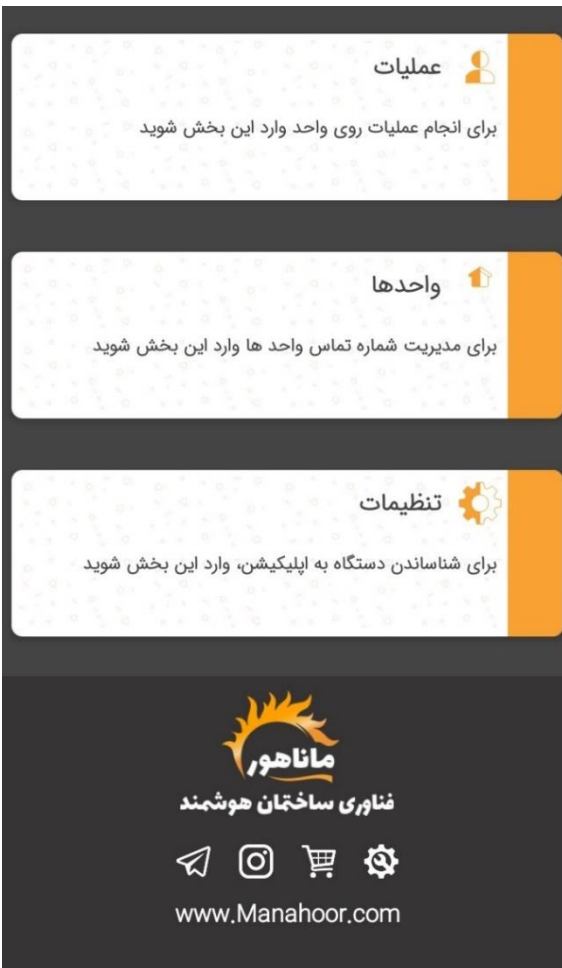 عملیات
برای انجام عملیات روی واحد وارد این بخش شوید
واحدها
برای مدیریت شماره تماس واحد ها وارد این بخش شوید
تنظیمات
برای شناساندن دستگاه به اپلیکیشن، وارد این بخش شوید
ماناهور
فناوری ساختمان هوشمند
www.Manahoor.com